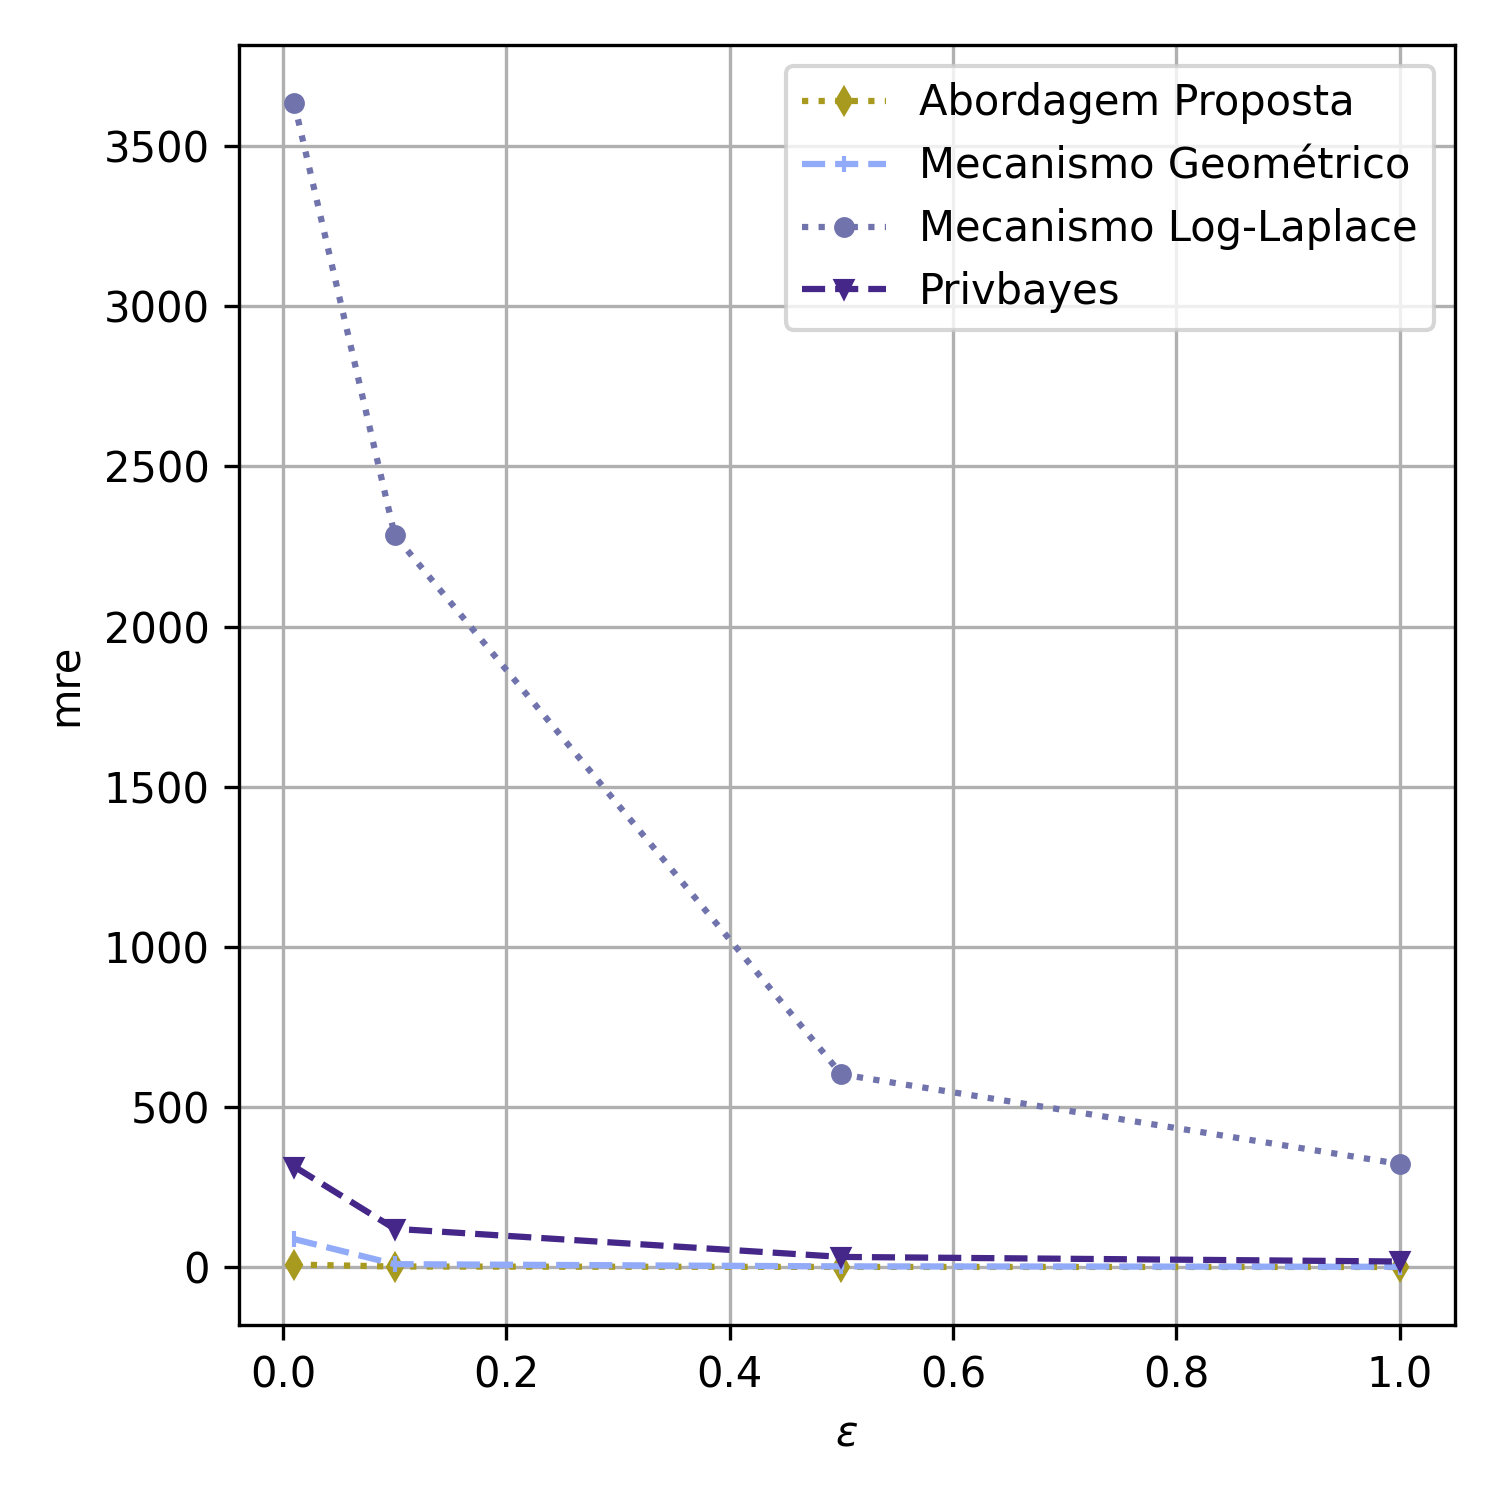 Abordagem Proposta
Mecanismo Geométrico
Mecanismo Log-Laplace
Privbayes
3500
3000
2500
2000
1500
1000
500
0
mre
0.0 0.2 0.4 0.6 0.8 1.0
ε